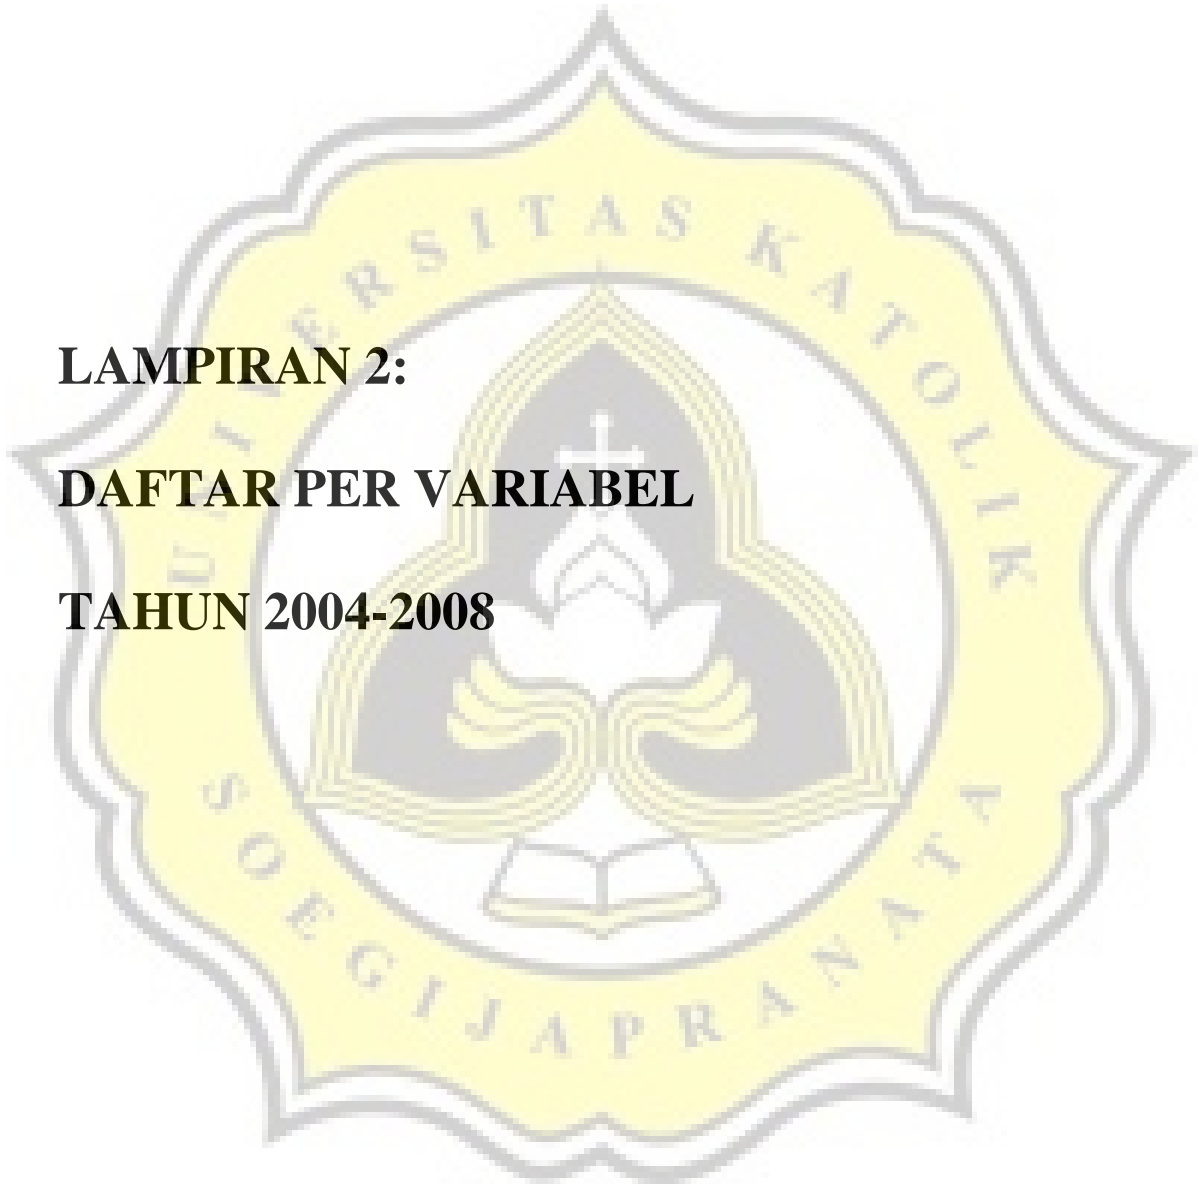 UNIVERSITAS KATOLIK
LAMPIRAN 2:
DAFTAR PER VARIABEL
TAHUN 2004-2008
SOEGIJAPRANATA